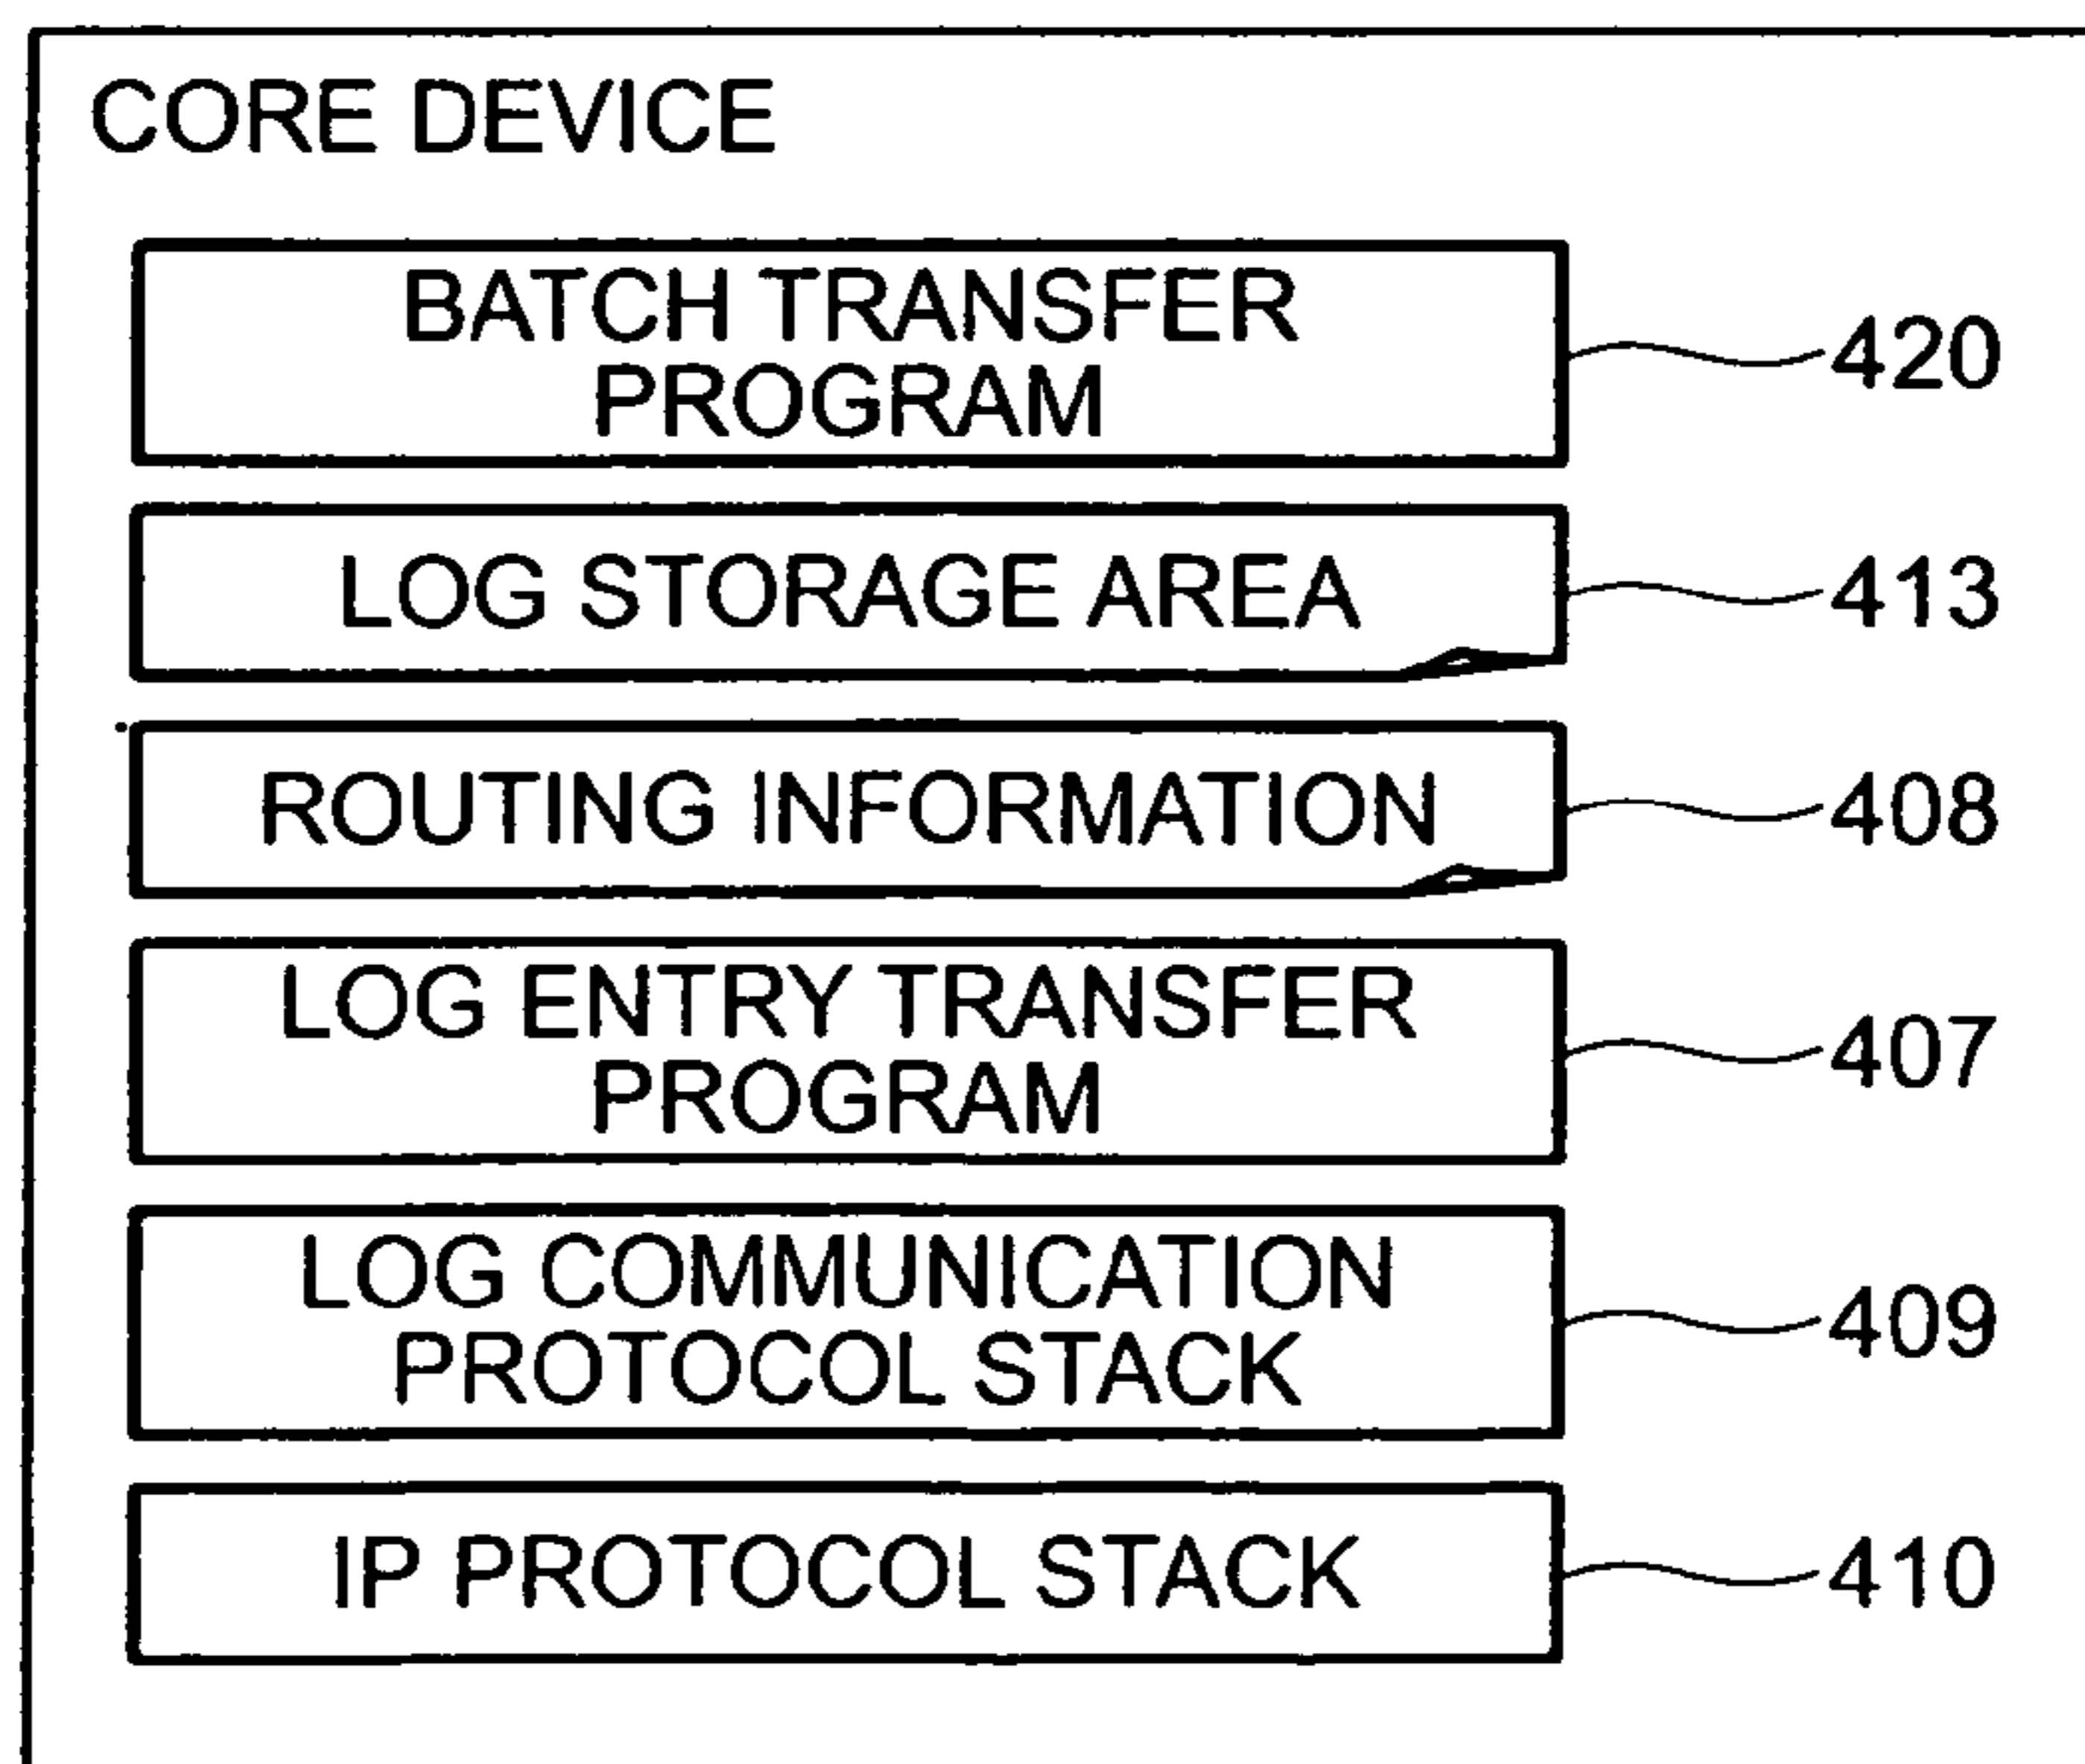 CORE DEVICE
BATCH TRANSFER
PROGRAM
420
LOG STORAGE AREA
413
ROUTING INFORMATION
408
LOG ENTRY TRANSFER
PROGRAM
407
LOG COMMUNICATION
PROTOCOL STACK
409
IP PROTOCOL STACK
410